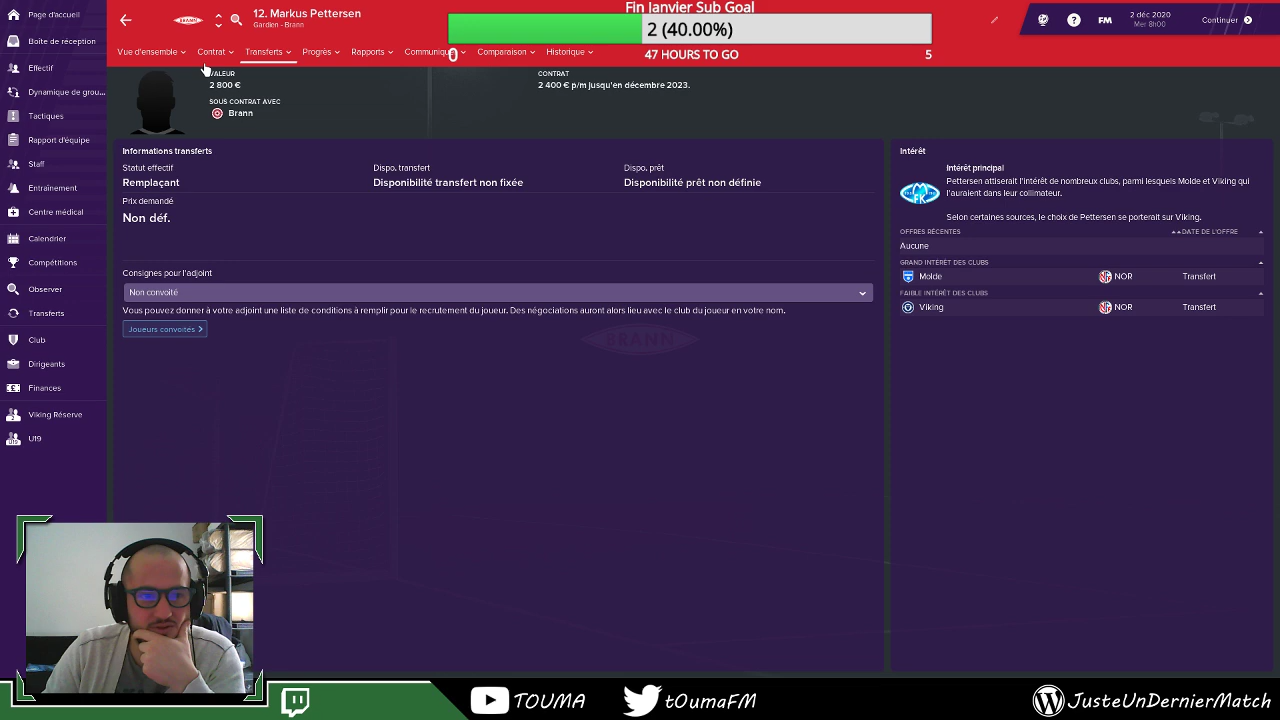 Fin Janvier Sub Goal
2 (40.00%)
0
47 HOURS TO GO
5
BRANN
12. Markus Pettersen
Gardien - Brann
FM
2 déc 2020
Mer 8h00
Continuer
Vue d'ensemble
Contrat
Transferts
Progrès
Rapports
Comparaison
Historique
Page d'accueil
Boîte de réception
Effectif
Dynamique de grou...
Tactiques
Rapport d'équipe
Staff
Entraînement
Centre médical
Calendrier
Compétitions
Observer
Transferts
Club
Dirigeants
Finances
Viking Réserve
U19
VALEUR
2 800 €
SOUS CONTRAT AVEC
Brann
CONTRAT
2 400 € p/m jusqu'en décembre 2023.
Informations transferts
Statut effectif
Remplaçant
Dispo. transfert
Disponibilité transfert non fixée
Dispo. prêt
Disponibilité prêt non définie
Prix demandé
Non déf.
Consignes pour l'adjoint
Non convoité
Vous pouvez donner à votre adjoint une liste de conditions à remplir pour le recrutement du joueur. Des négociations auront alors lieu avec le club du joueur en votre nom.
Joueurs convoités
BRANN
Intérêt
Intérêt principal
Pettersen attiserait l'intérêt de nombreux clubs, parmi lesquels Molde et Viking qui
l'auraient dans leur collimateur.
Selon certaines sources, le choix de Pettersen se porterait sur Viking.
OFFRES RÉCENTES
DATE DE L'OFFRE
Aucune
GRAND INTÉRÊT DES CLUBS
Molde
NOR
Transfert
FAIBLE INTÉRÊT DES CLUBS
Viking
NOR
Transfert
TOUMA
tOumaFM
JusteUnDernierMatch